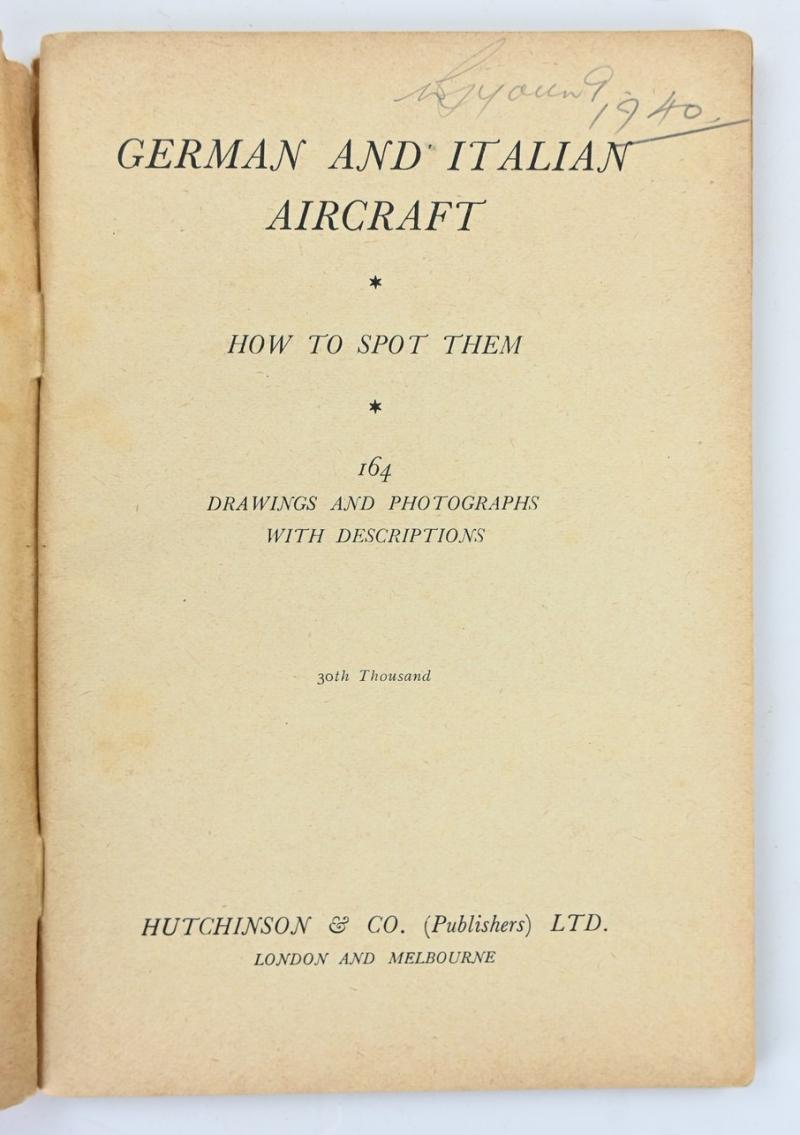 1940.
GERMAN AND ITALIAN
AIRCRAFT
*
HOW TO SPOT THEM
*
164
DRAWINGS AND PHOTOGRAPHS
WITH DESCRIPTIONS
30th Thousand
HUTCHINSON & CO. (Publishers) LTD.
LONDON AND MELBOURNE